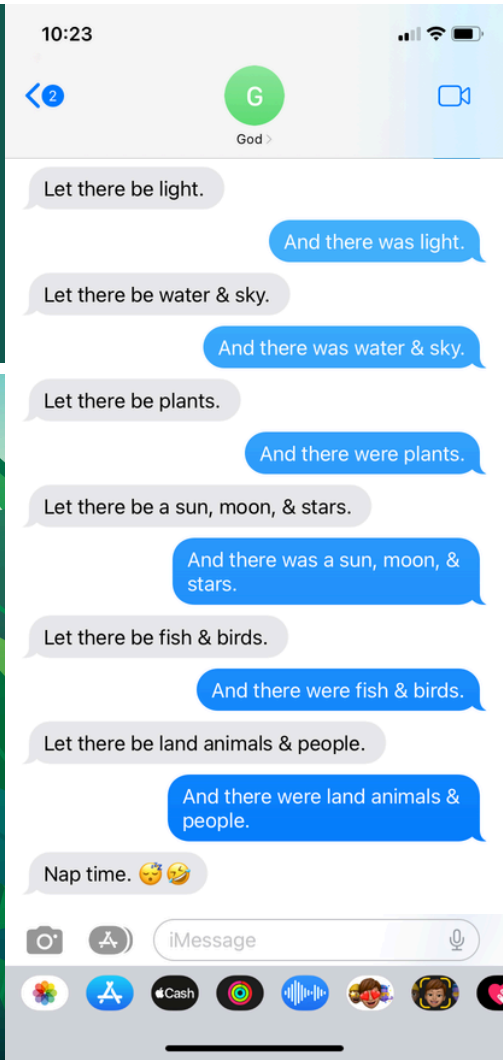 10:23
2
G
God >
Let there be light.
And there was light.
Let there be water & sky.
And there was water & sky.
Let there be plants.
And there were plants.
Let there be a sun, moon, & stars.
And there was a sun, moon, &
stars.
Let there be fish & birds.
And there were fish & birds.
Let there be land animals & people.
And there were land animals &
people.
Nap time. 😴🤣
iMessage
Cash